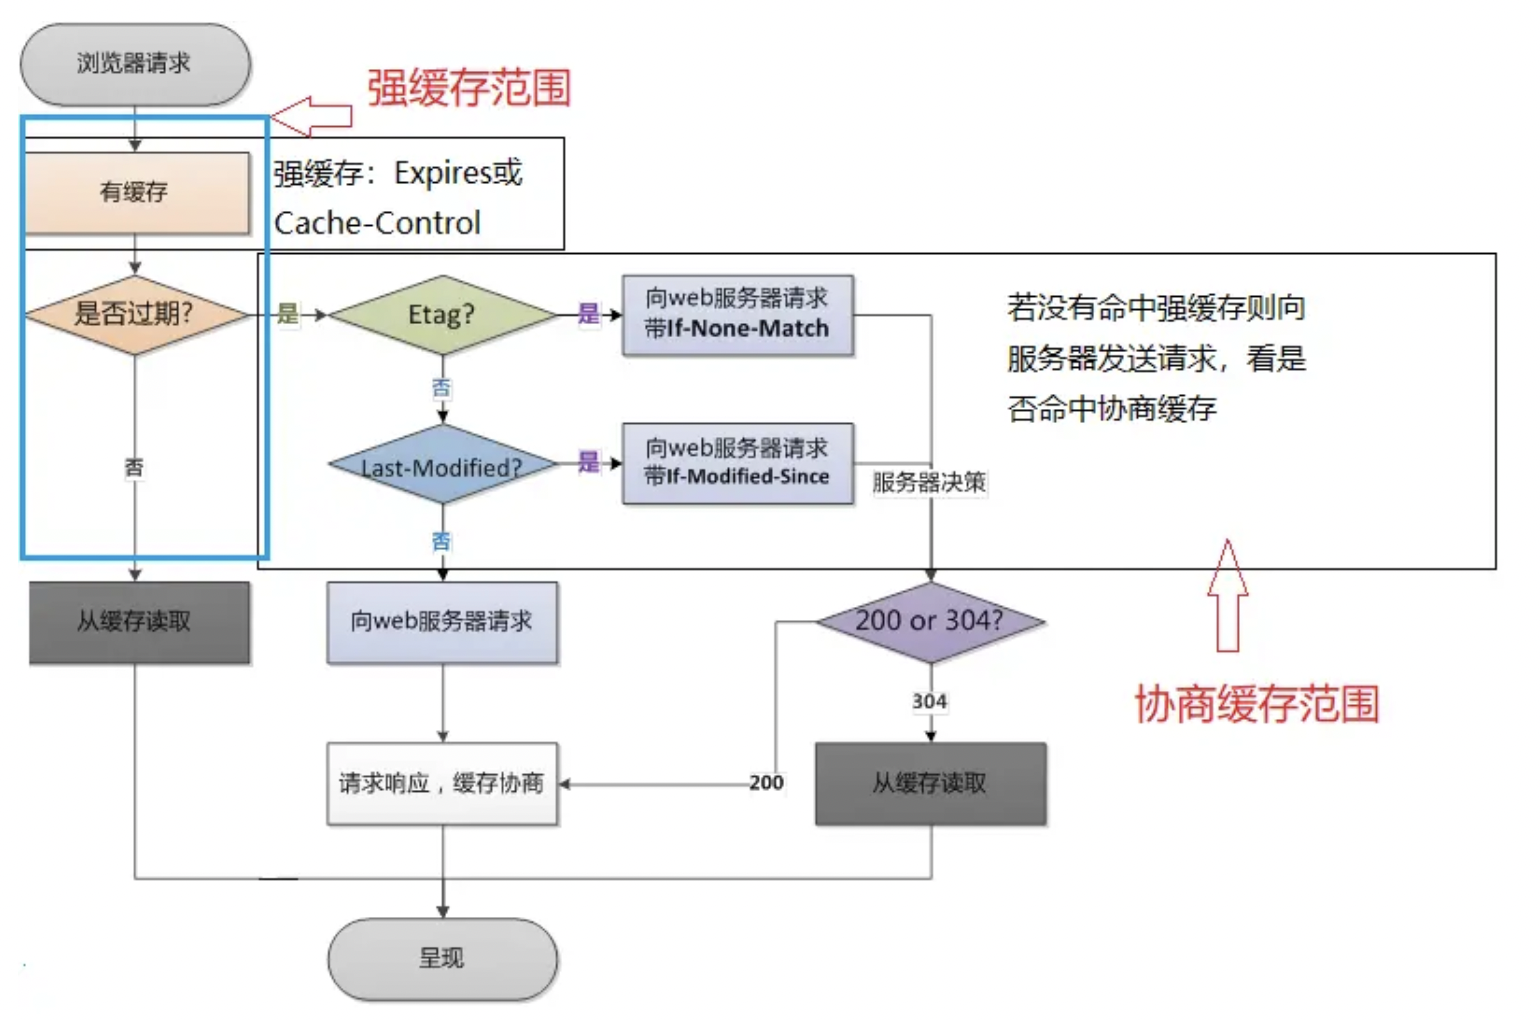 浏览器请求
强缓存范围
有缓存
强缓存：Expires或
Cache-Control
是否过期?
是
Etag?
是
向web服务器请求
带If-None-Match
若没有命中强缓存则向
服务器发送请求，看是
否命中协商缓存
否
否
Last-Modified?
是
向web服务器请求
带If-Modified-Since
服务器决策
否
从缓存读取
向web服务器请求
200 or 304?
304
协商缓存范围
请求响应，缓存协商
200
从缓存读取
呈现